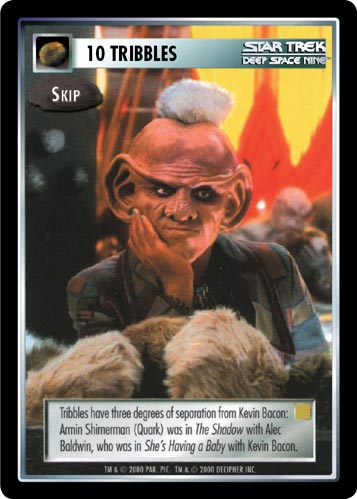 10 TRIBBLES
STAR TREK
DEEP SPACE NINE
SKIP
Tribbles have three degrees of separation from Kevin Bacon:
Armin Shimerman (Quark) was in The Shadow with Alec
Baldwin, who was in She's Having a Baby with Kevin Bacon.
TM & © 2000 PAR. PIC. TM & © 2000 DECIPHER INC.